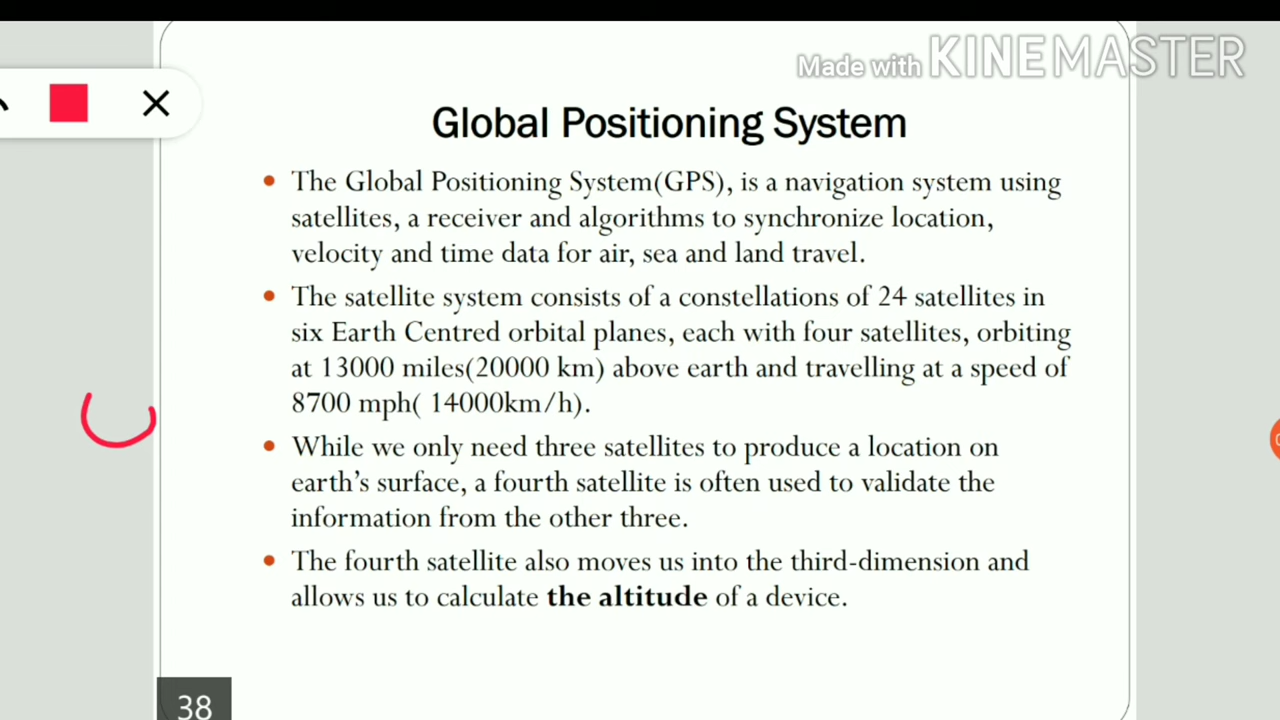 Made with KINEMASTER
Global Positioning System
• The Global Positioning System(GPS), is a navigation system using
satellites, a receiver and algorithms to synchronize location,
velocity and time data for air, sea and land travel.
• The satellite system consists of a constellations of 24 satellites in
six Earth Centred orbital planes, each with four satellites, orbiting
at 13000 miles(20000 km) above earth and travelling at a speed of
8700 mph( 14000km/h).
• While we only need three satellites to produce a location on
earth's surface, a fourth satellite is often used to validate the
information from the other three.
• The fourth satellite also moves us into the third-dimension and
allows us to calculate the altitude of a device.
38